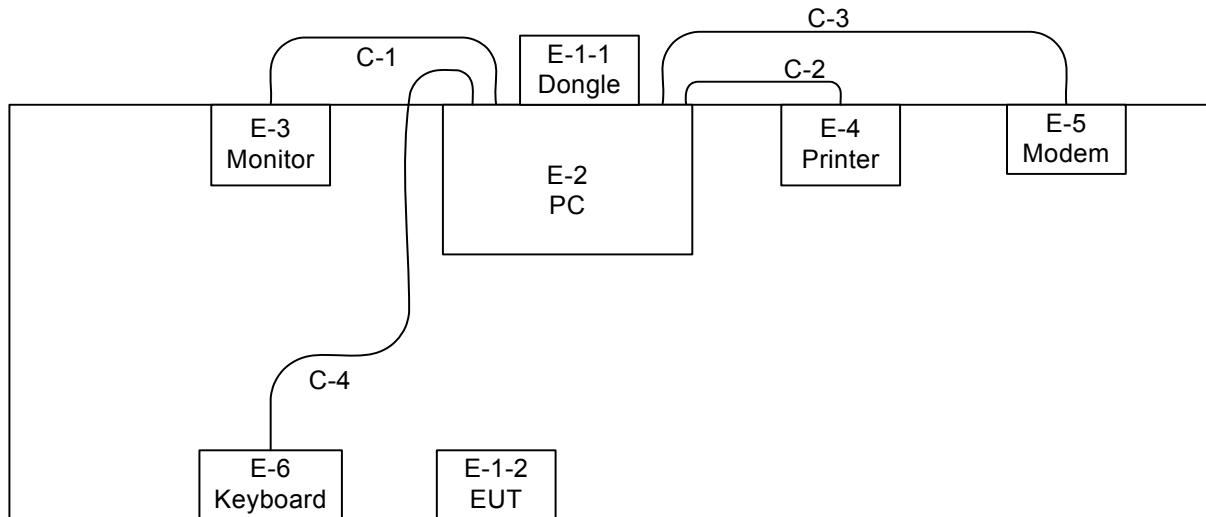 C-3
C-1
E-1-1
Dongle
C-2
E-3
Monitor
E-2
PC
E-4
Printer
E-5
Modem
C-4
E-6
Keyboard
E-1-2
EUT